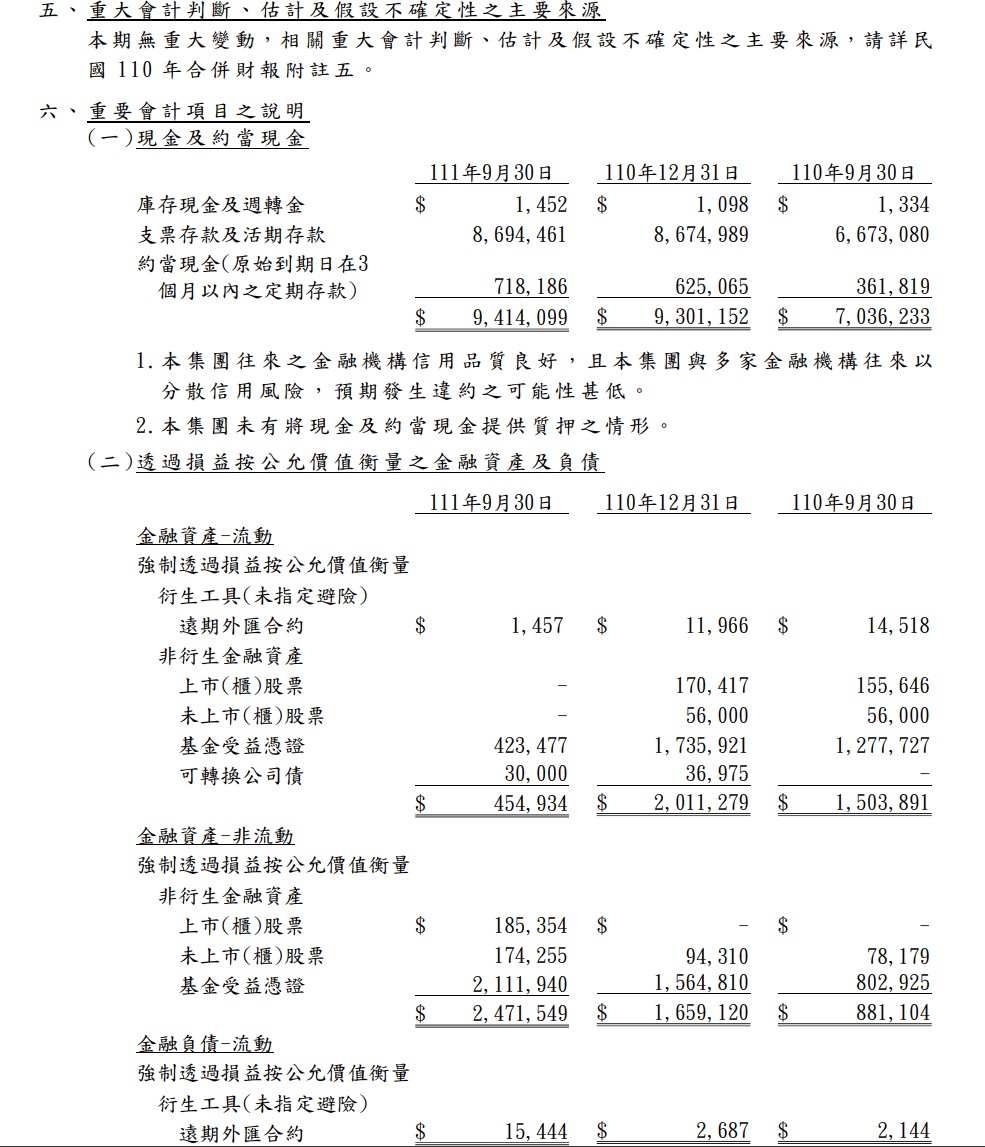 五、重大會計判斷、估計及假設不確定性之主要來源
本期無重大變動，相關重大會計判斷、估計及假設不確定性之主要來源，請詳民
國 110 年合併財報附註五。
六、重要會計項目之說明
(一)現金及約當現金
111年9月30日 110年12月31日 110年9月30日
庫存現金及週轉金 $ 1,452 $ 1,098 $ 1,334
支票存款及活期存款 8,694,461 8,674,989 6,673,080
約當現金(原始到期日在3
個月以內之定期存款) 718,186 625,065 361,819
$ 9,414,099 $ 9,301,152 $ 7,036,233
1.本集團往來之金融機構信用品質良好，且本集團與多家金融機構往來以
分散信用風險，預期發生違約之可能性甚低。
2.本集團未有將現金及約當現金提供質押之情形。
(二)透過損益按公允價值衡量之金融資產及負債
111年9月30日 110年12月31日 110年9月30日
金融資產-流動
強制透過損益按公允價值衡量
衍生工具(未指定避險)
遠期外匯合約 $ 1,457 $ 11,966 $ 14,518
非衍生金融資產
上市(櫃)股票 - 170,417 155,646
未上市(櫃)股票 - 56,000 56,000
基金受益憑證 423,477 1,735,921 1,277,727
可轉換公司債 30,000 36,975 -
$ 454,934 $ 2,011,279 $ 1,503,891
金融資產-非流動
強制透過損益按公允價值衡量
非衍生金融資產
上市(櫃)股票 $ 185,354 $ - $ -
未上市(櫃)股票 174,255 94,310 78,179
基金受益憑證 2,111,940 1,564,810 802,925
$ 2,471,549 $ 1,659,120 $ 881,104
金融負債-流動
強制透過損益按公允價值衡量
衍生工具(未指定避險)
遠期外匯合約 $ 15,444 $ 2,687 $ 2,144